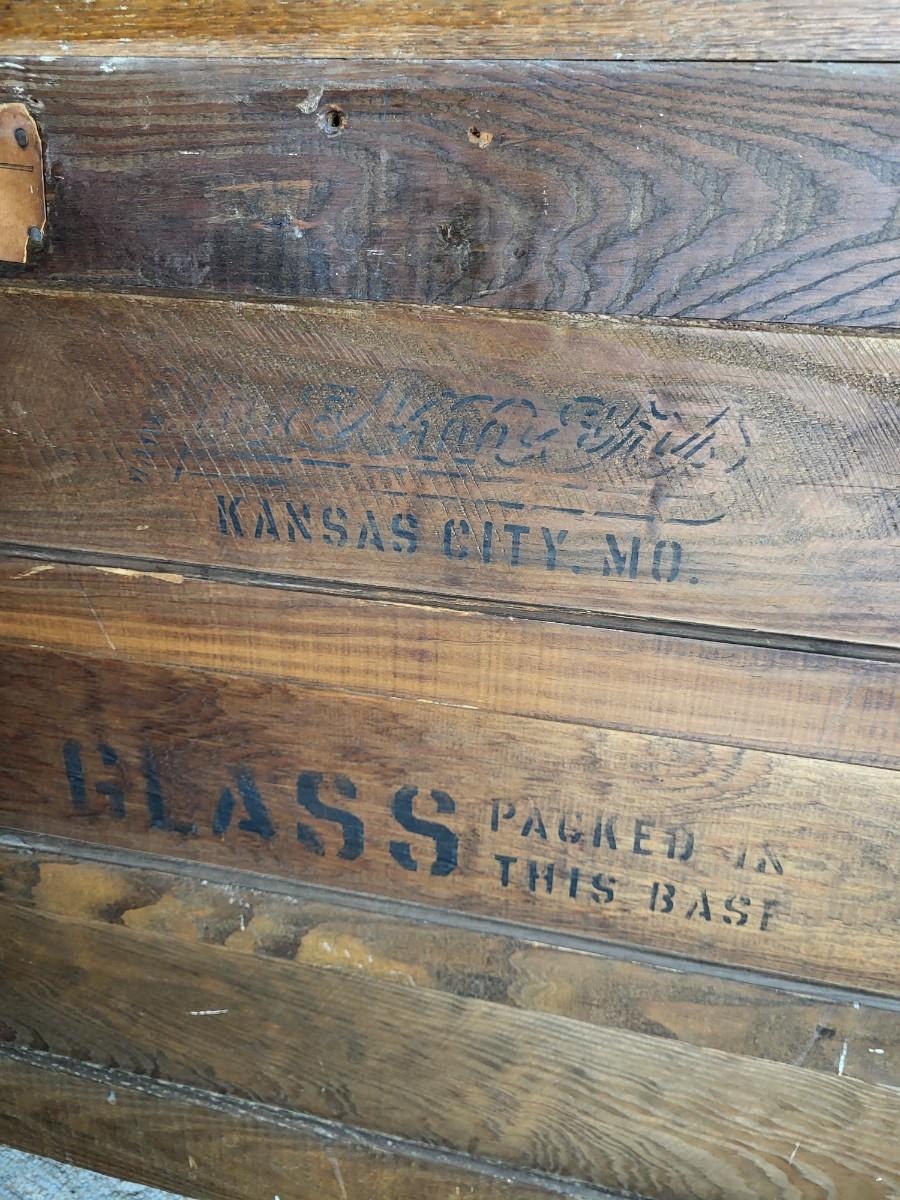 KANSAS CITY. MO.
GLASS
PACKED IN
THIS BASE